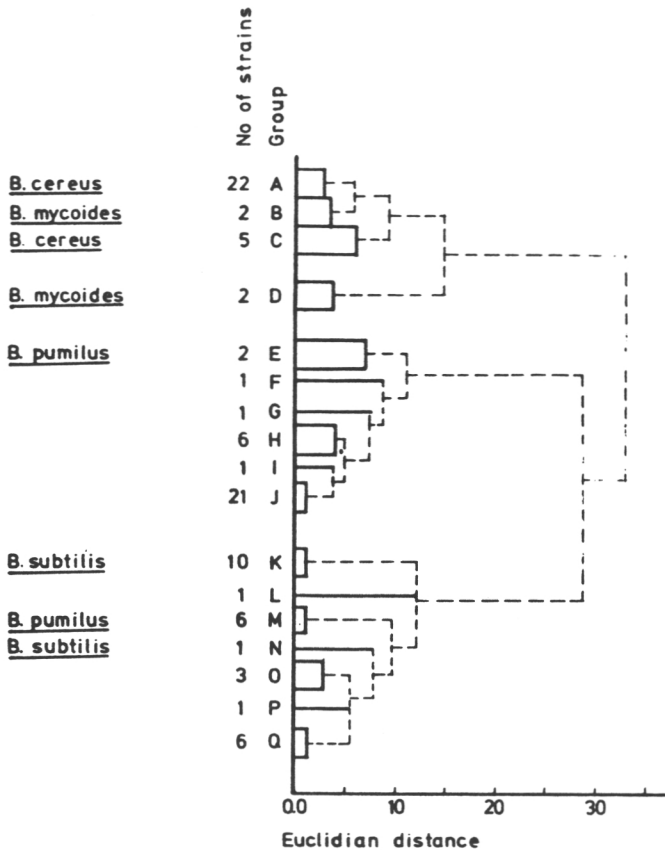 No of strains
Group
B. cereus 22 A
B. mycoides 2 B
B. cereus 5 C
B. mycoides 2 D
B. pumilus 2 E
1 F
1 G
6 H
1 I
21 J
B. subtilis 10 K
1 L
B. pumilus 6 M
B. subtilis 1 N
3 O
1 P
6 Q
0.0 10 20 30
Euclidian distance